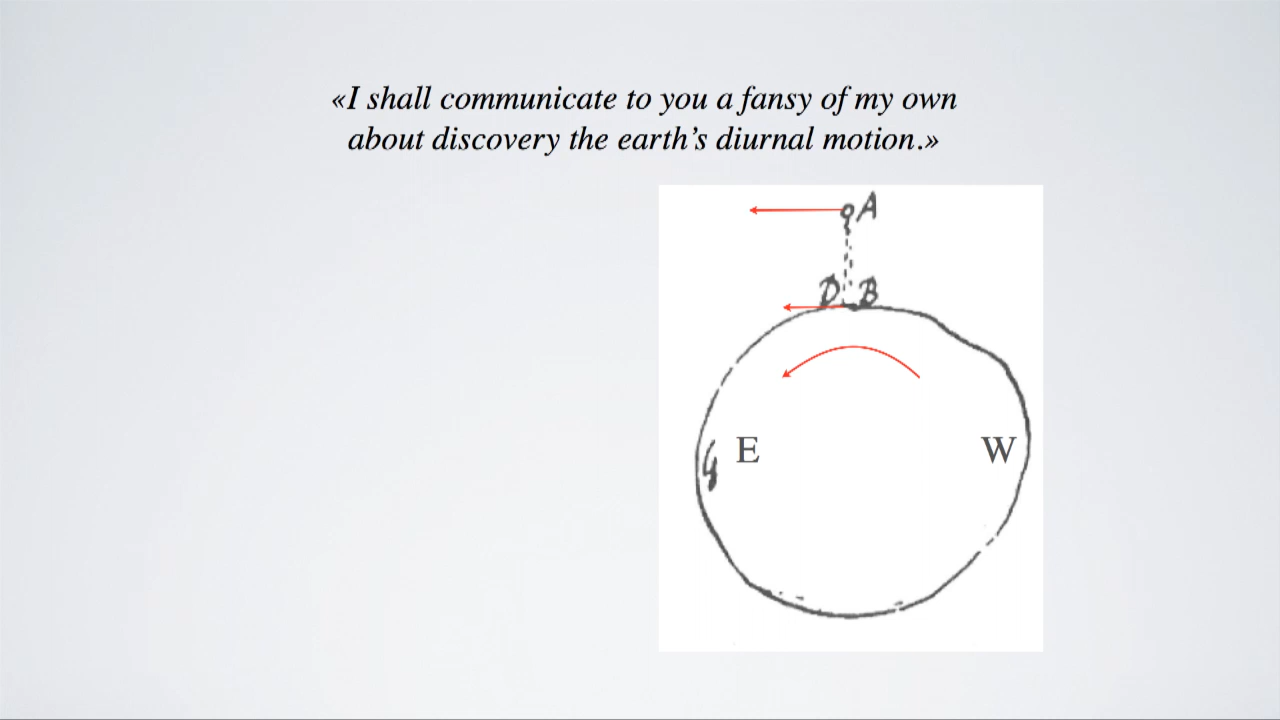 «I shall communicate to you a fansy of my own
about discovery the earth’s diurnal motion.»
A
D B
G E W